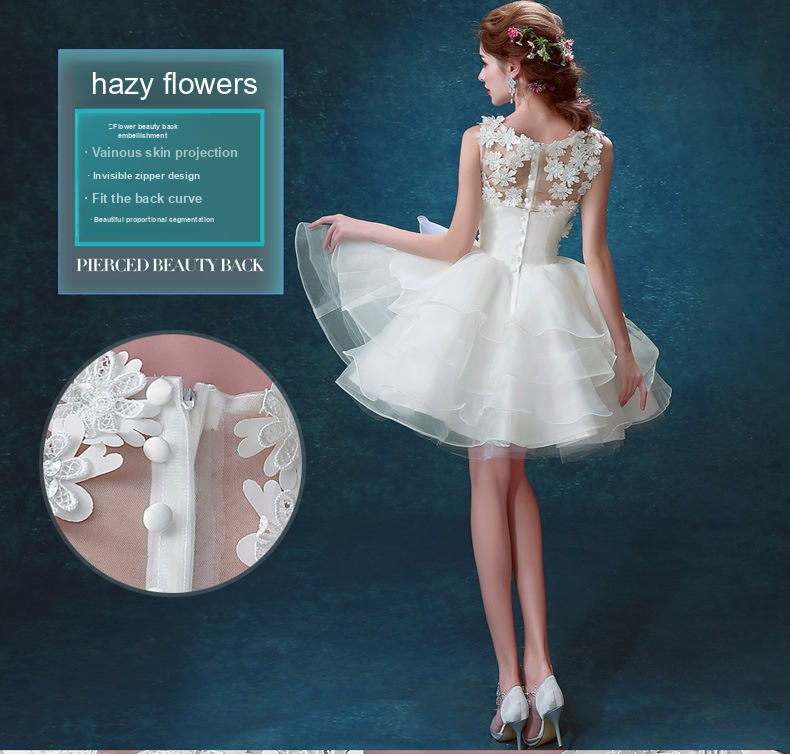 hazy flowers
Flower beauty back
embellishment
· Vainous skin projection
· Invisible zipper design
· Fit the back curve
· Beautiful proportional segmentation
PIERCED BEAUTY BACK